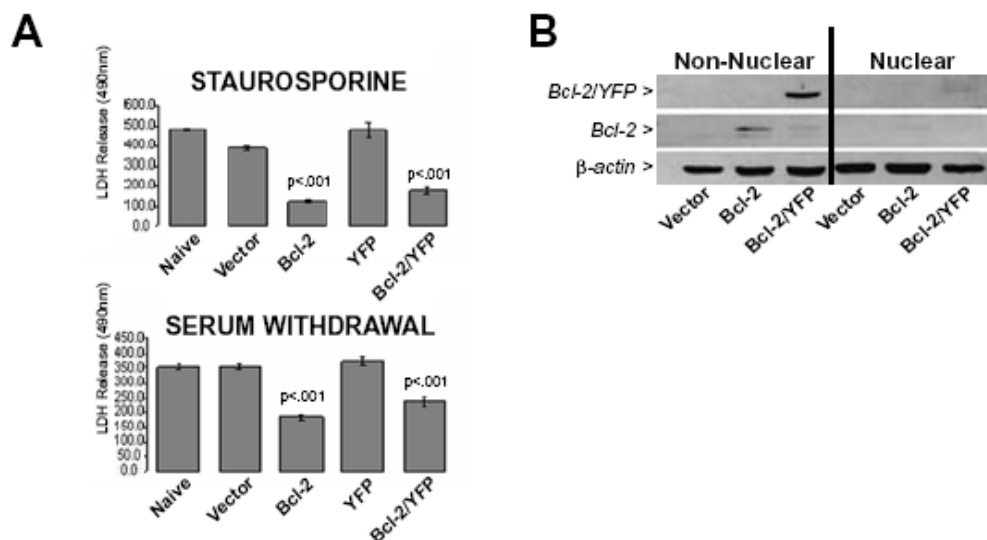 A
STAUROSPORINE
LDH Release (490nm)
600.0
500.0
400.0
300.0
200.0
100.0
0.0
p<.001
p<.001
Naive
Vector
Bcl-2
YFP
Bcl-2/YFP
SERUM WITHDRAWAL
LDH Release (490nm)
450.0
400.0
350.0
300.0
250.0
200.0
150.0
100.0
50.0
0.0
p<.001
p<.001
Naive
Vector
Bcl-2
YFP
Bcl-2/YFP
B
Non-Nuclear
Nuclear
Bcl-2/YFP >
Bcl-2 >
β-actin >
Vector
Bcl-2
Bcl-2/YFP
Vector
Bcl-2
Bcl-2/YFP